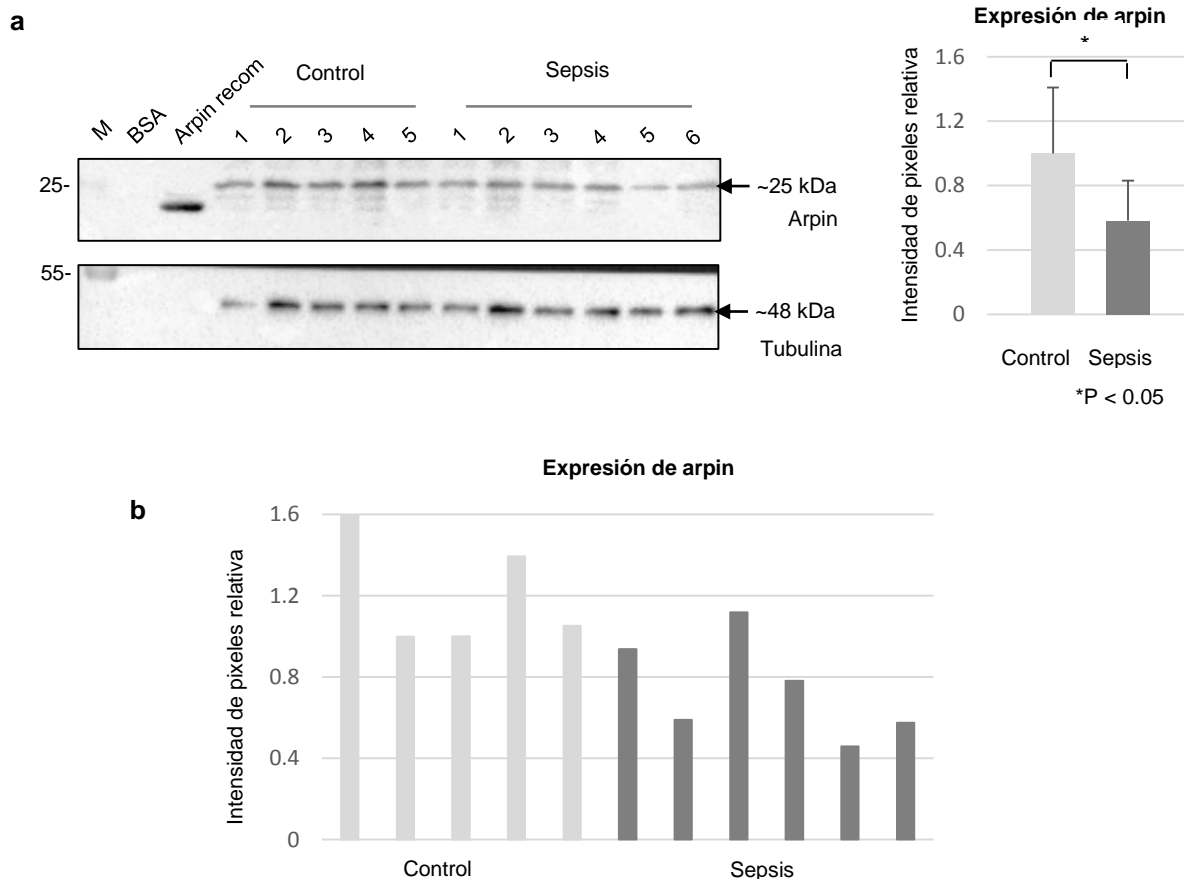 a
Control
Sepsis
M
BSA
Arpin recom
1 2 3 4 5 1 2 3 4 5 6
25-
~25 kDa
Arpin
55-
~48 kDa
Tubulina
Expresión de arpin
*
Intensidad de pixeles relativa
1.6
1.2
0.8
0.4
0
Control Sepsis
*P < 0.05
b
Expresión de arpin
Intensidad de pixeles relativa
1.6
1.2
0.8
0.4
0
Control Sepsis